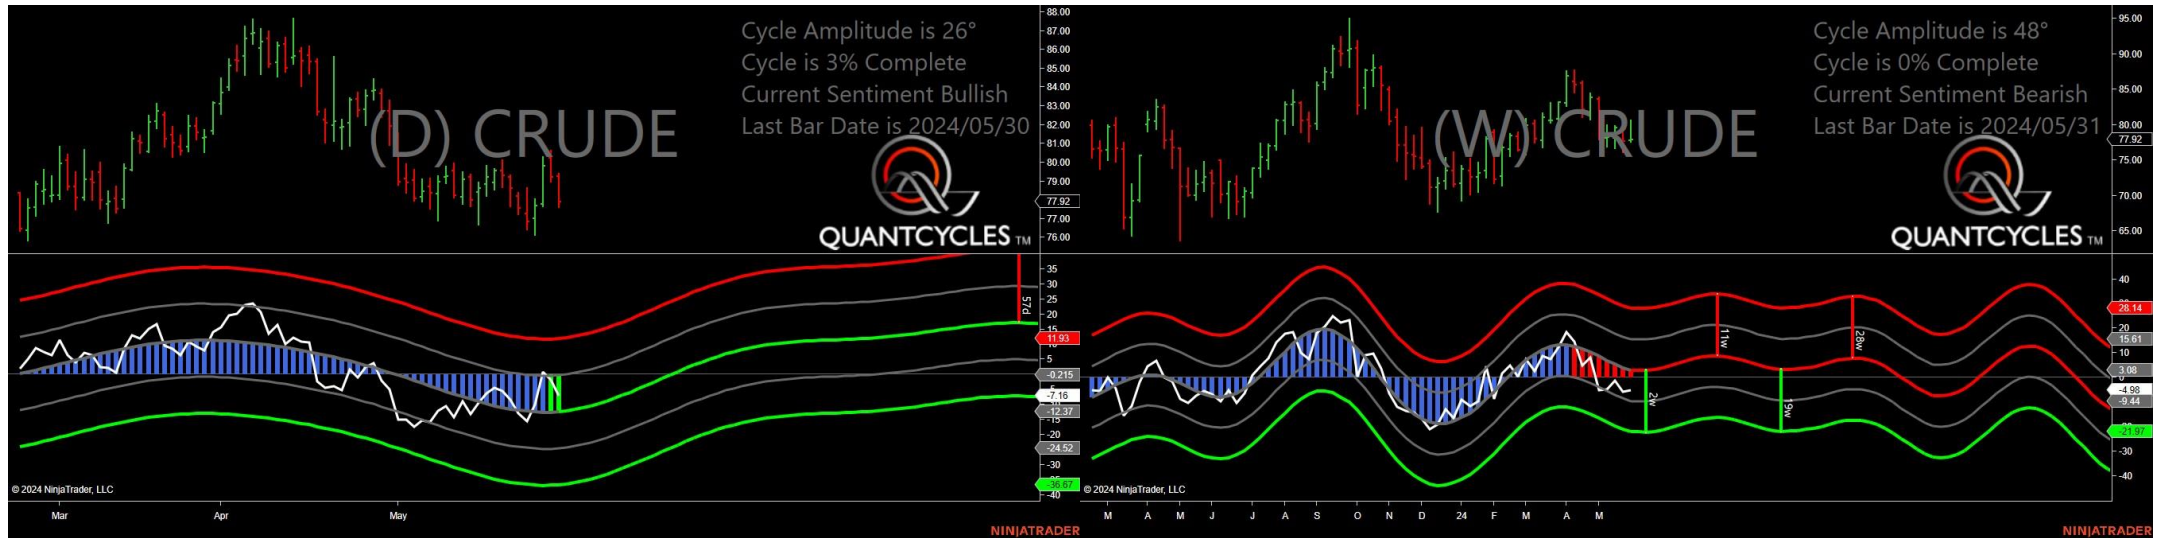 Cycle Amplitude is 26°
Cycle is 3% Complete
Current Sentiment Bullish
Last Bar Date is 2024/05/30
(D) CRUDE
QUANTCYCLES TM
88.00
87.00
86.00
85.00
84.00
83.00
82.00
81.00
80.00
79.00
77.92
77.00
76.00
57d
35
30
25
20
15
11.93
5
-0.215
-7.16
-12.37
-15
-20
-24.52
-30
-36.67
-40
© 2024 NinjaTrader, LLC
Mar Apr May
NINJATRADER
Cycle Amplitude is 48°
Cycle is 0% Complete
Current Sentiment Bearish
Last Bar Date is 2024/05/31
(W) CRUDE
QUANTCYCLES TM
95.00
90.00
85.00
80.00
77.92
75.00
70.00
65.00
2w
11w
19w
28w
40
28.14
20
15.61
10
3.08
-4.98
-9.44
-21.97
-30
-40
© 2024 NinjaTrader, LLC
M A M J J A S O N D 24 F M A M
NINJATRADER